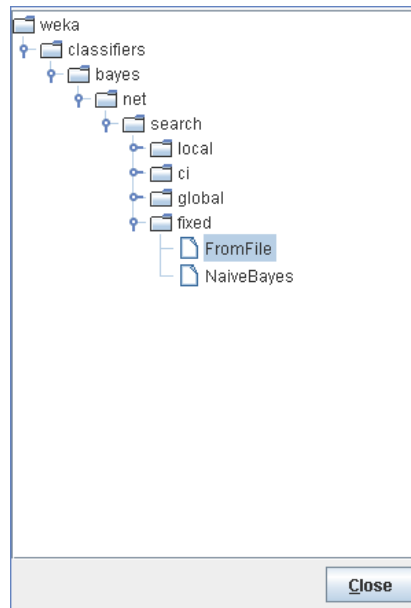 weka
classifiers
bayes
net
search
local
ci
global
fixed
FromFile
NaiveBayes
Close